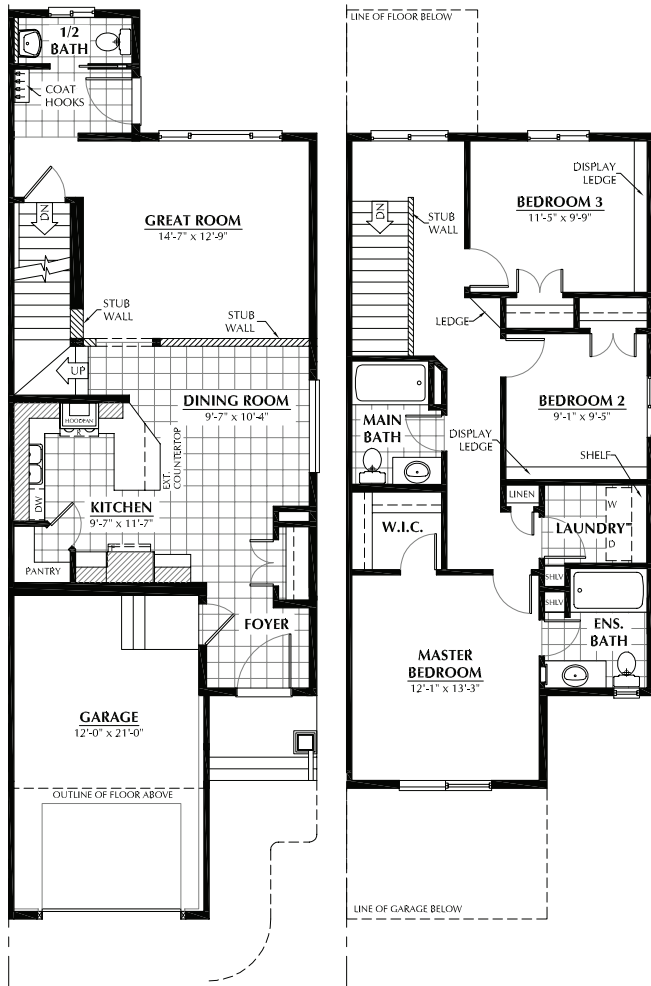 1/2
BATH
COAT
HOOKS
DN
GREAT ROOM
14'-7" x 12'-9"
STUB
WALL
STUB
WALL
UP
DINING ROOM
9'-7" x 10'-4"
HOODFAN
R
EXT.
COUNTERTOP
DW
KITCHEN
9'-7" x 11'-7"
PANTRY
FOYER
GARAGE
12'-0" x 21'-0"
OUTLINE OF FLOOR ABOVE
LINE OF FLOOR BELOW
DISPLAY
LEDGE
BEDROOM 3
11'-5" x 9'-9"
DN
STUB
WALL
LEDGE
BEDROOM 2
9'-1" x 9'-5"
MAIN
BATH
DISPLAY
LEDGE
SHELF
LINEN
W
W.I.C.
LAUNDRY
D
SHLV
SHLV
ENS.
BATH
MASTER
BEDROOM
12'-1" x 13'-3"
LINE OF GARAGE BELOW